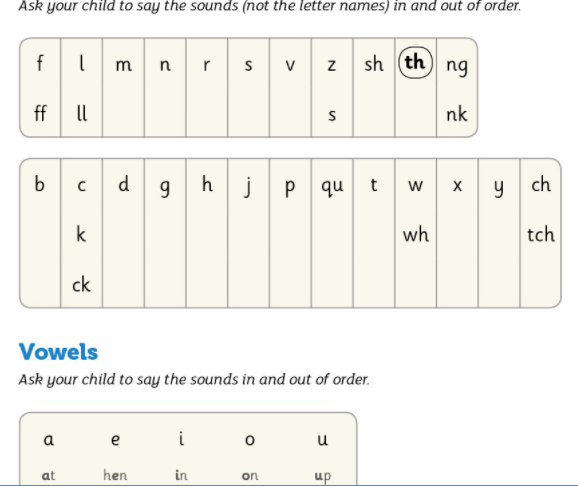 Ask your child to say the sounds (not the letter names) in and out of order.
f l m n r s v z sh th ng
ff ll s nk
b c d g h j p qu t w x y ch
k wh tch
ck
Vowels
Ask your child to say the sounds in and out of order.
a e i o u
at hen in on up